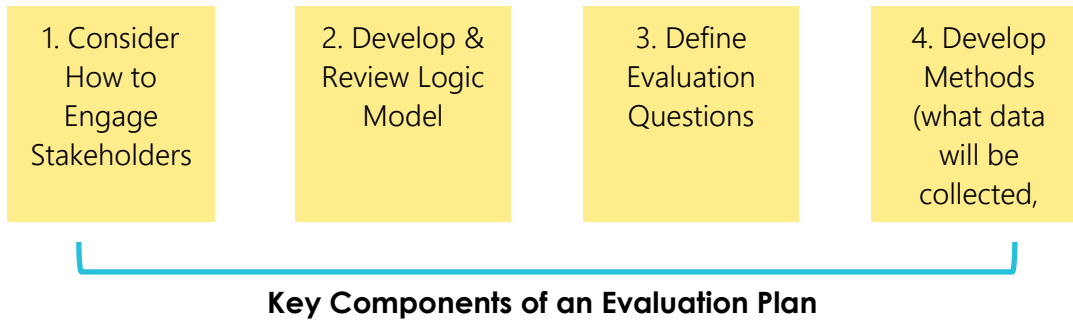 1. Consider
How to
Engage
Stakeholders
2. Develop &
Review Logic
Model
3. Define
Evaluation
Questions
4. Develop
Methods
(what data
will be
collected,
Key Components of an Evaluation Plan